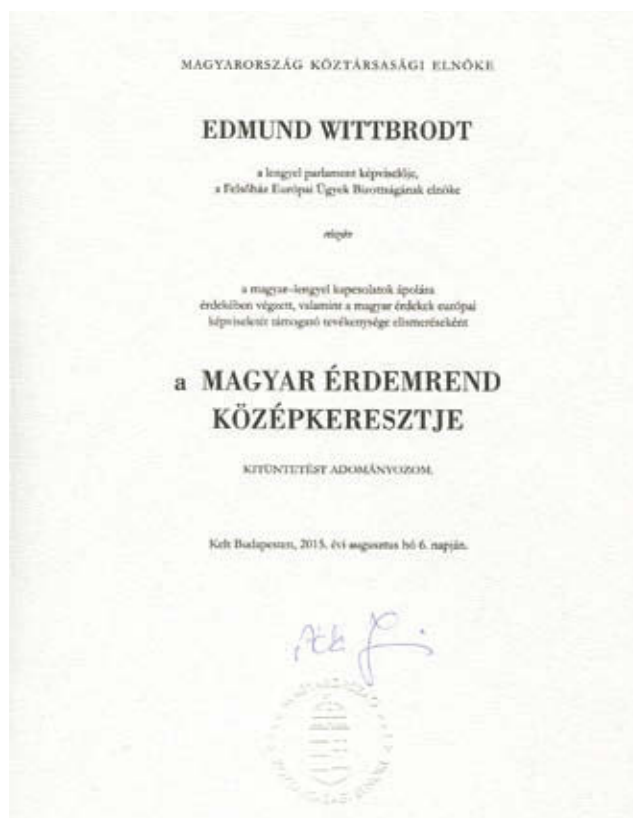 MAGYARORSZÁG KÖZTÁRSASÁGI ELNÖKE
EDMUND WITTBRODT
a lengyel parlament képviselője,
a Felsőház Európai Ügyek Bizottságának elnöke
részére
a magyar–lengyel kapcsolatok ápolása
érdekében végzett, valamint a magyar érdekek európai
képviseletét támogató tevékenysége elismeréseként
a MAGYAR ÉRDEMREND
KÖZÉPKERESZTJE
KITÜNTETÉST ADOMÁNYOZOM.
Kelt Budapesten, 2015. évi augusztus hó 6. napján.